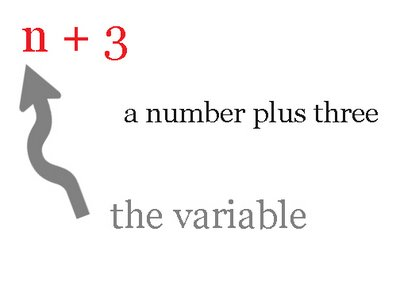 n + 3
a number plus three
the variable